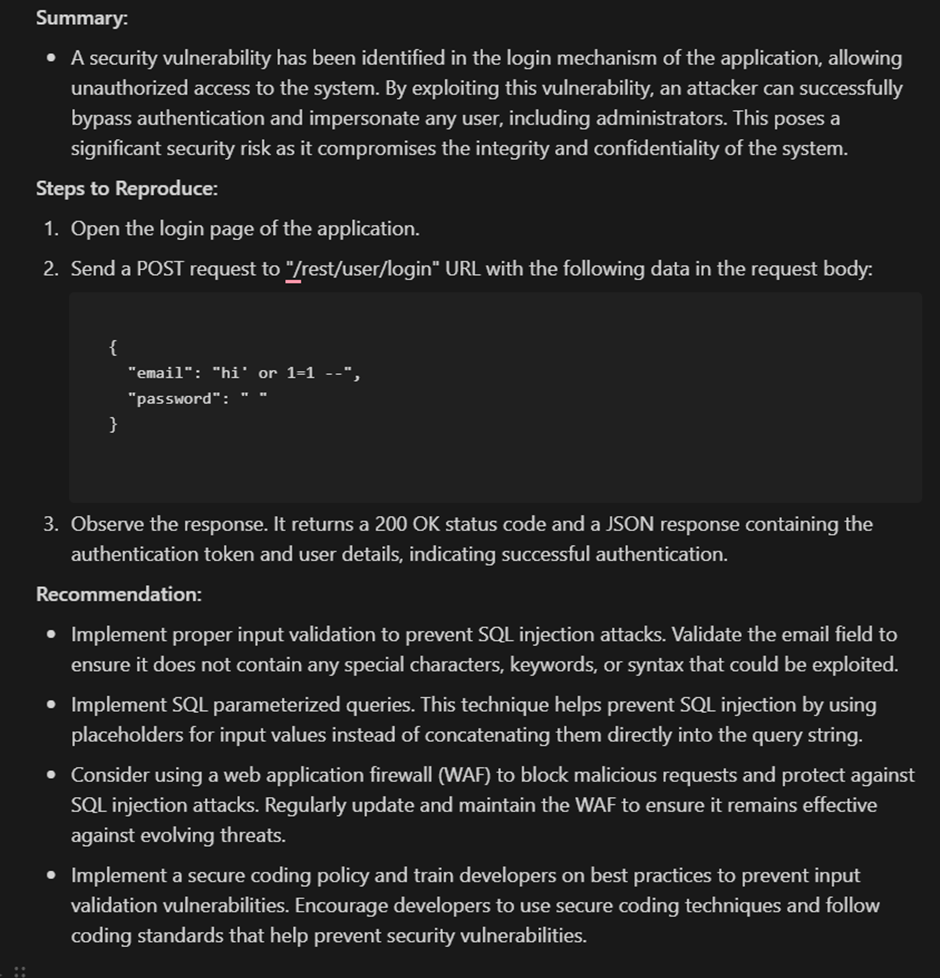 Summary:
• A security vulnerability has been identified in the login mechanism of the application, allowing
unauthorized access to the system. By exploiting this vulnerability, an attacker can successfully
bypass authentication and impersonate any user, including administrators. This poses a
significant security risk as it compromises the integrity and confidentiality of the system.
Steps to Reproduce:
1. Open the login page of the application.
2. Send a POST request to "/rest/user/login" URL with the following data in the request body:
{
"email": "hi' or 1=1 --",
"password": " "
}
3. Observe the response. It returns a 200 OK status code and a JSON response containing the
authentication token and user details, indicating successful authentication.
Recommendation:
• Implement proper input validation to prevent SQL injection attacks. Validate the email field to
ensure it does not contain any special characters, keywords, or syntax that could be exploited.
• Implement SQL parameterized queries. This technique helps prevent SQL injection by using
placeholders for input values instead of concatenating them directly into the query string.
• Consider using a web application firewall (WAF) to block malicious requests and protect against
SQL injection attacks. Regularly update and maintain the WAF to ensure it remains effective
against evolving threats.
• Implement a secure coding policy and train developers on best practices to prevent input
validation vulnerabilities. Encourage developers to use secure coding techniques and follow
coding standards that help prevent security vulnerabilities.